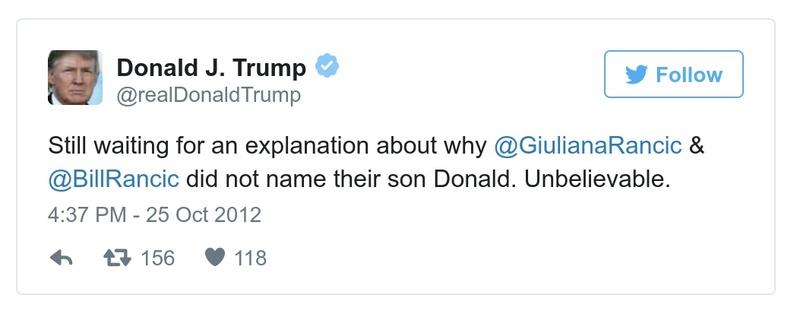 Donald J. Trump
@realDonaldTrump
Follow
Still waiting for an explanation about why @GiulianaRancic &
@BillRancic did not name their son Donald. Unbelievable.
4:37 PM - 25 Oct 2012
156 118